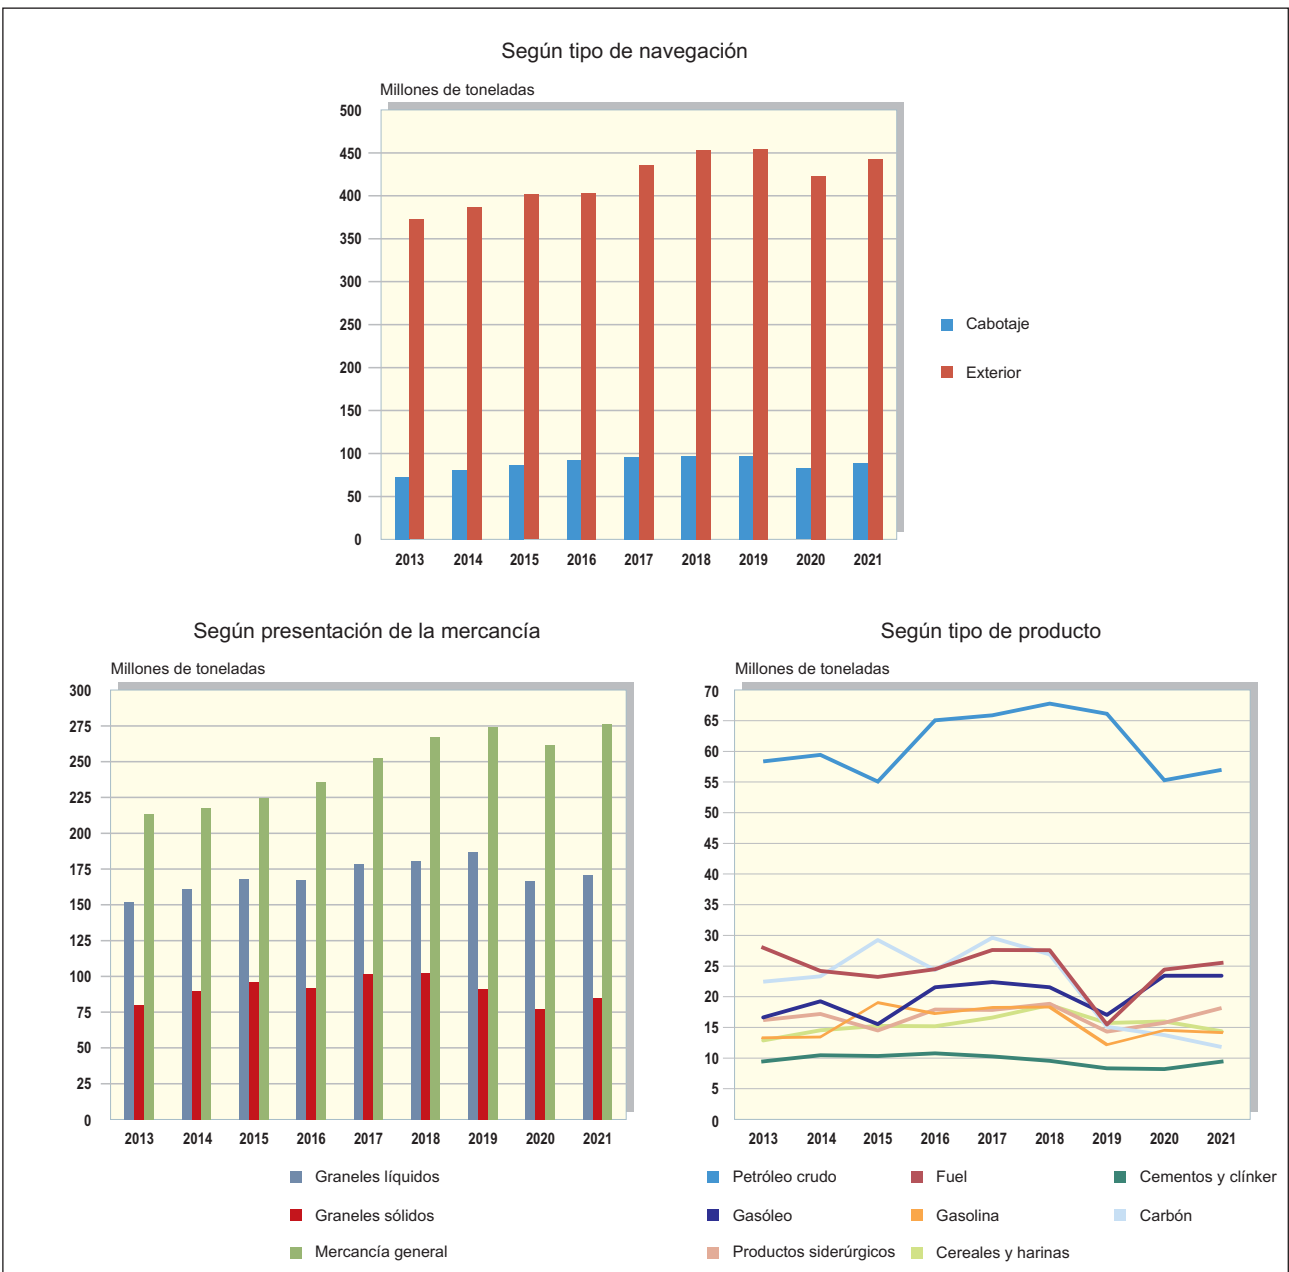 Según tipo de navegación
Millones de toneladas
500
450
400
350
300
250
200
150
100
50
0
2013 2014 2015 2016 2017 2018 2019 2020 2021
Cabotaje
Exterior
Según presentación de la mercancía
Millones de toneladas
300
275
250
225
200
175
150
125
100
75
50
25
0
2013 2014 2015 2016 2017 2018 2019 2020 2021
Graneles líquidos
Graneles sólidos
Mercancía general
Según tipo de producto
Millones de toneladas
70
65
60
55
50
45
40
35
30
25
20
15
10
5
0
2013 2014 2015 2016 2017 2018 2019 2020 2021
Petróleo crudo Fuel Cementos y clínker
Gasóleo Gasolina Carbón
Productos siderúrgicos Cereales y harinas